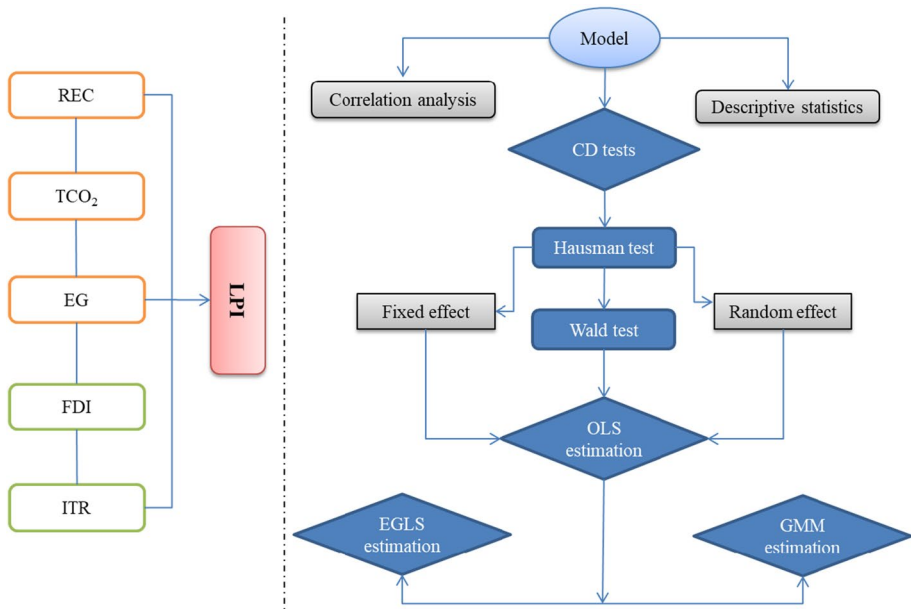 REC
TCO₂
EG
FDI
ITR
LPI
Model
Correlation analysis
Descriptive statistics
CD tests
Hausman test
Fixed effect
Wald test
Random effect
OLS
estimation
EGLS
estimation
GMM
estimation